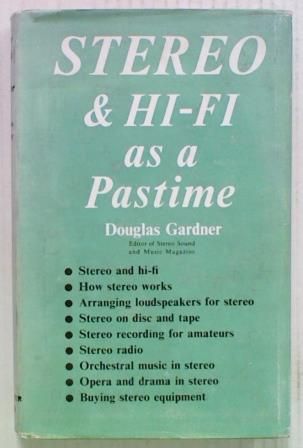 STEREO
& HI-FI
as a
Pastime
Douglas Gardner
Editor of Stereo Sound
and Music Magazine
● Stereo and hi-fi
● How stereo works
● Arranging loudspeakers for stereo
● Stereo on disc and tape
● Stereo recording for amateurs
● Stereo radio
● Orchestral music in stereo
● Opera and drama in stereo
● Buying stereo equipment